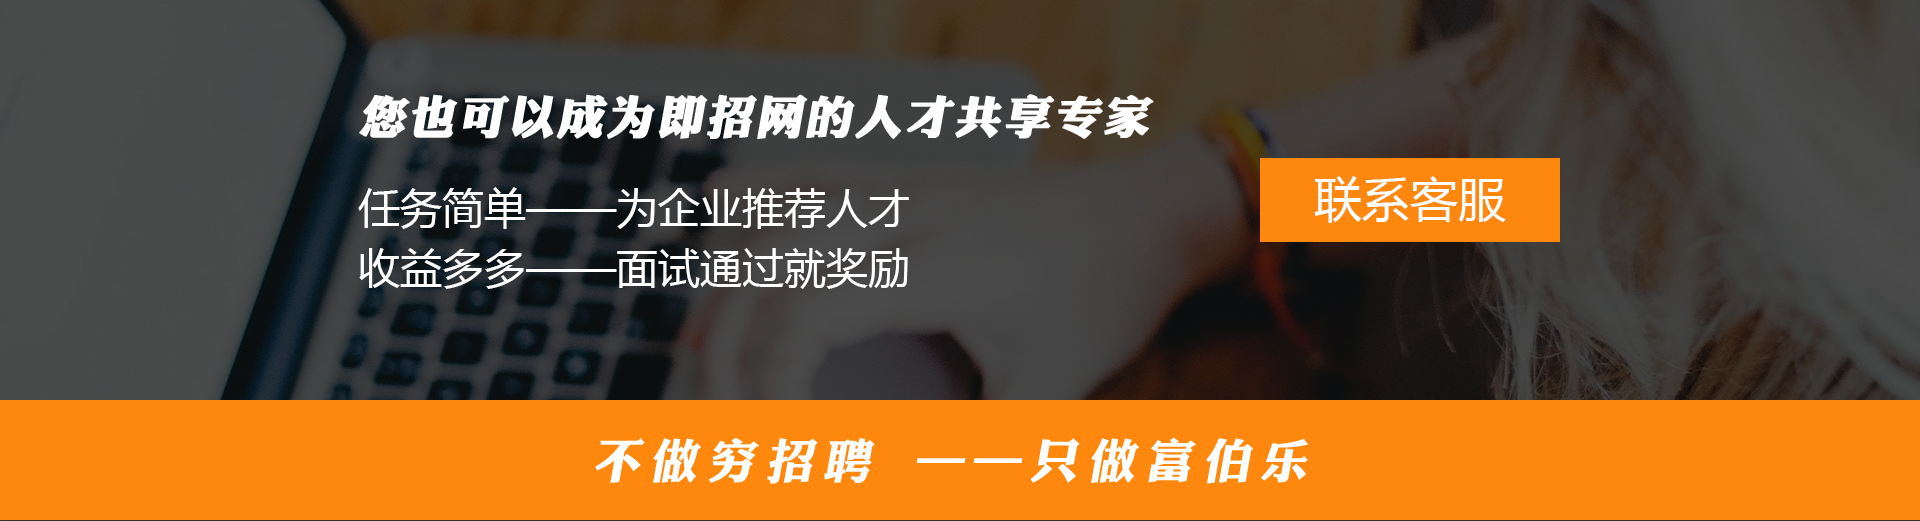 您也可以成为即招网的人才共享专家
任务简单——为企业推荐人才
收益多多——面试通过就奖励
联系客服
不做穷招聘 ——只做富伯乐